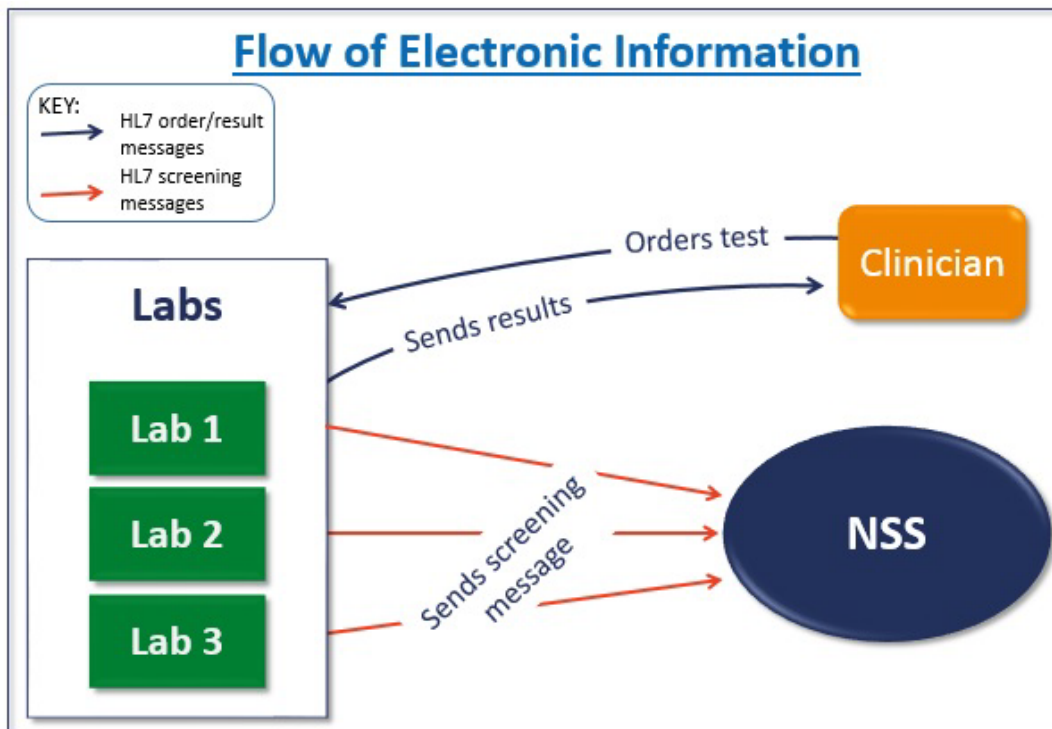 Flow of Electronic Information
KEY:
HL7 order/result
messages
HL7 screening
messages
Orders test
Clinician
Labs
Sends results
Lab 1
Lab 2
Lab 3
Sends screening
message
NSS